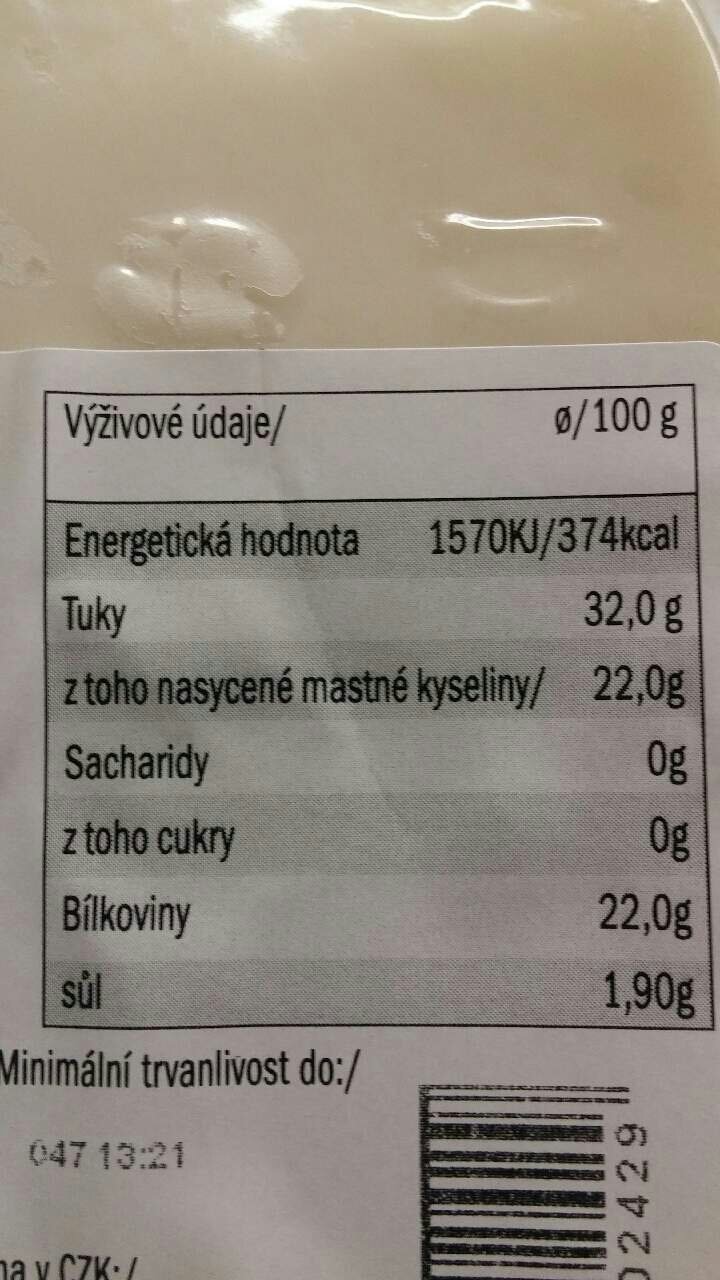 Výživové údaje/ ø/100 g
Energetická hodnota 1570KJ/374kcal
Tuky 32,0 g
z toho nasycené mastné kyseliny/ 22,0g
Sacharidy 0g
z toho cukry 0g
Bílkoviny 22,0g
sůl 1,90g
Minimální trvanlivost do:/
047 13:21
v CZK:/
02429